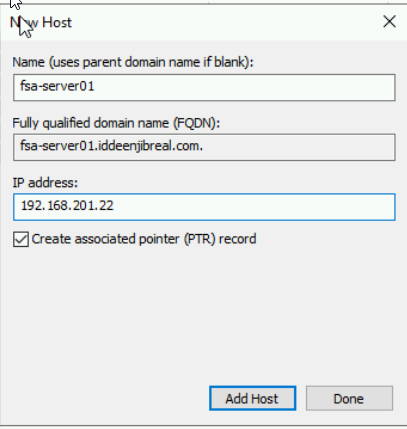 New Host
Name (uses parent domain name if blank):
fsa-server01
Fully qualified domain name (FQDN):
fsa-server01.iddeenjibreal.com.
IP address:
192.168.201.22
Create associated pointer (PTR) record
Add Host
Done